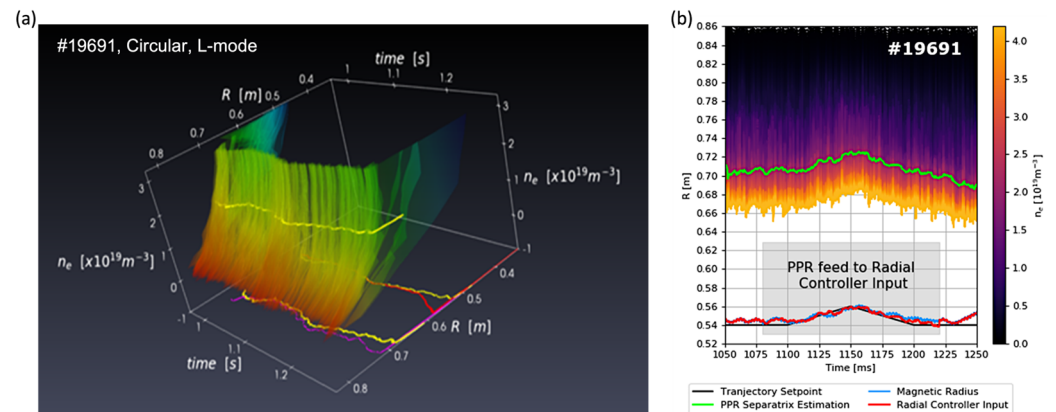 (a)
#19691, Circular, L-mode
time [s]
1
1.1
1.2
R [m]
0.4
0.5
0.6
0.7
0.8
3
2
1
0
-1
n_e [x10^19 m^-3]
3
2
1
0
-1
n_e [x10^19 m^-3]
0.4
0.5
0.6
0.7
0.8
R [m]
1
1.1
1.2
time [s]
(b)
#19691
0.86
0.84
0.82
0.80
0.78
0.76
0.74
0.72
0.70
0.68
0.66
0.64
0.62
0.60
0.58
0.56
0.54
0.52
R [m]
PPR feed to Radial
Controller Input
1050 1075 1100 1125 1150 1175 1200 1225 1250
Time [ms]
4.0
3.5
3.0
2.5
2.0
1.5
1.0
0.5
0.0
n_e [x10^19 m^-3]
Tranjectory Setpoint
PPR Separatrix Estimation
Magnetic Radius
Radial Controller Input